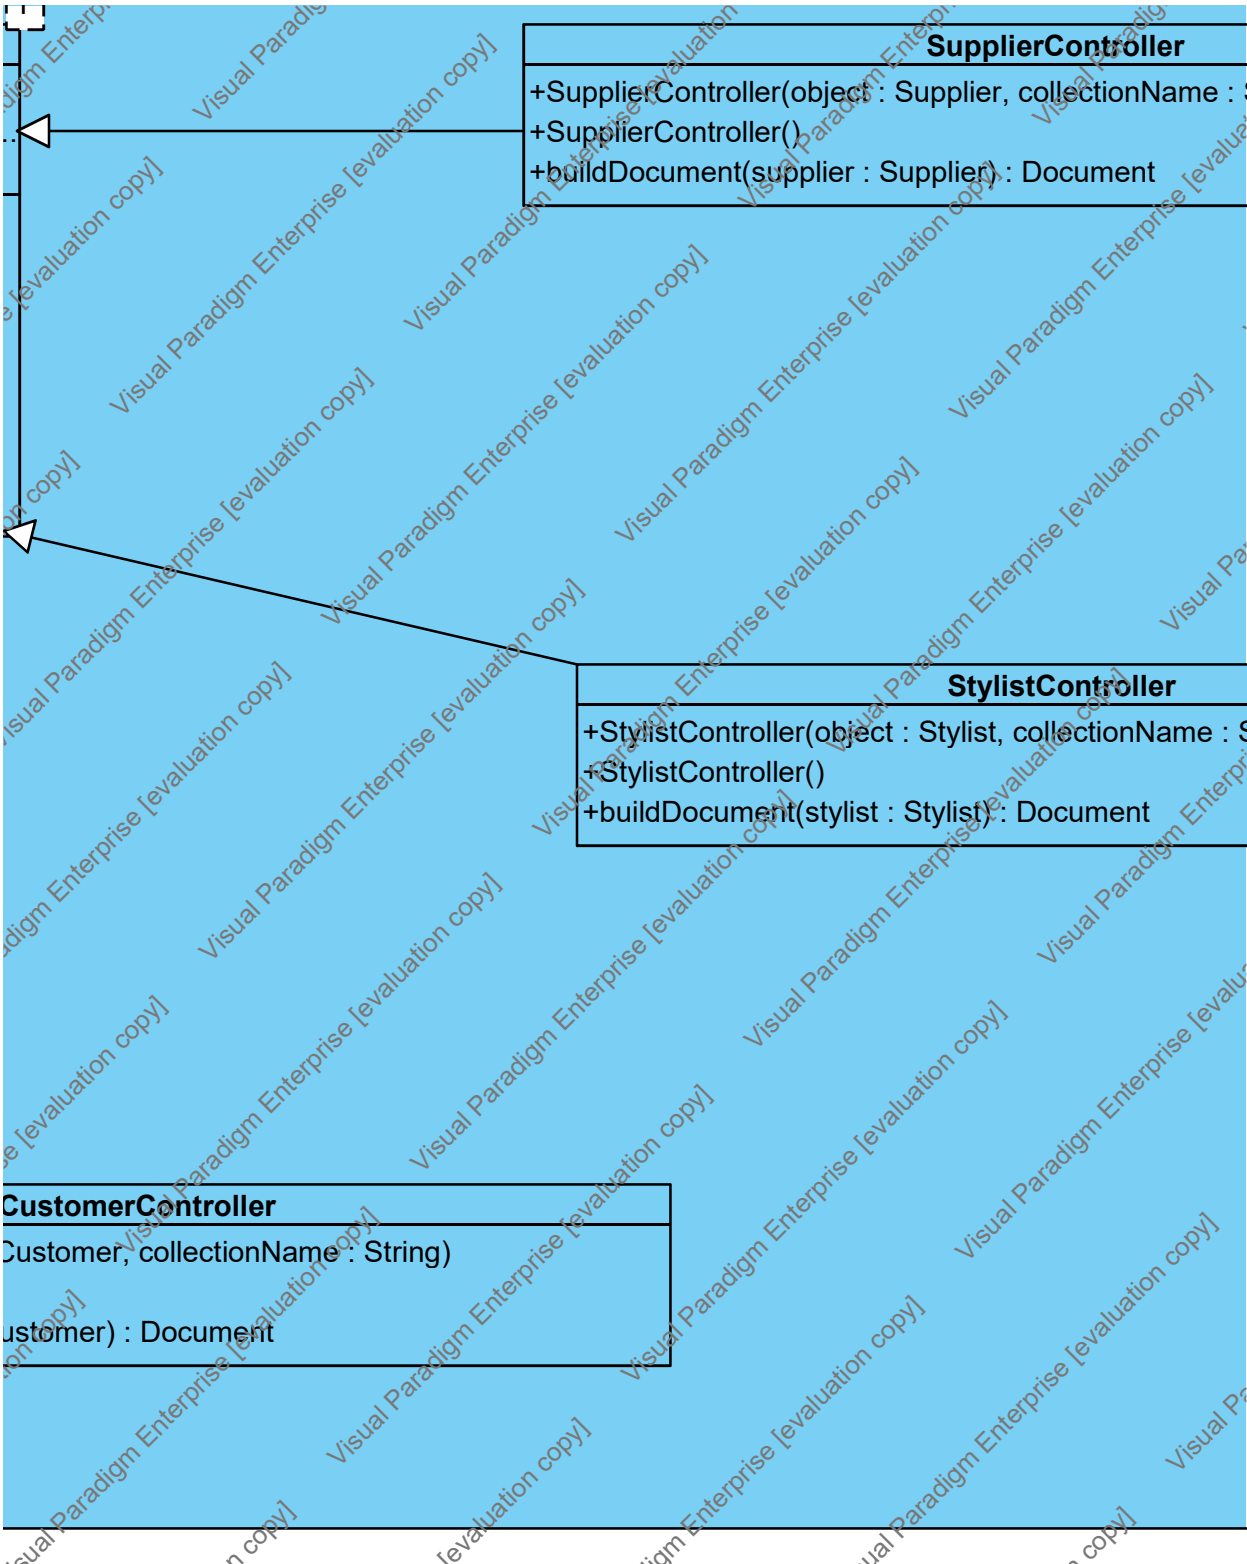 T
SupplierController
+SupplierController(object : Supplier, collectionName :
+SupplierController()
+buildDocument(supplier : Supplier) : Document
StylistController
+StylistController(object : Stylist, collectionName :
+StylistController()
+buildDocument(stylist : Stylist) : Document
CustomerController
Customer, collectionName : String)
ustomer) : Document
Visual Paradigm Enterprise [evaluation copy]